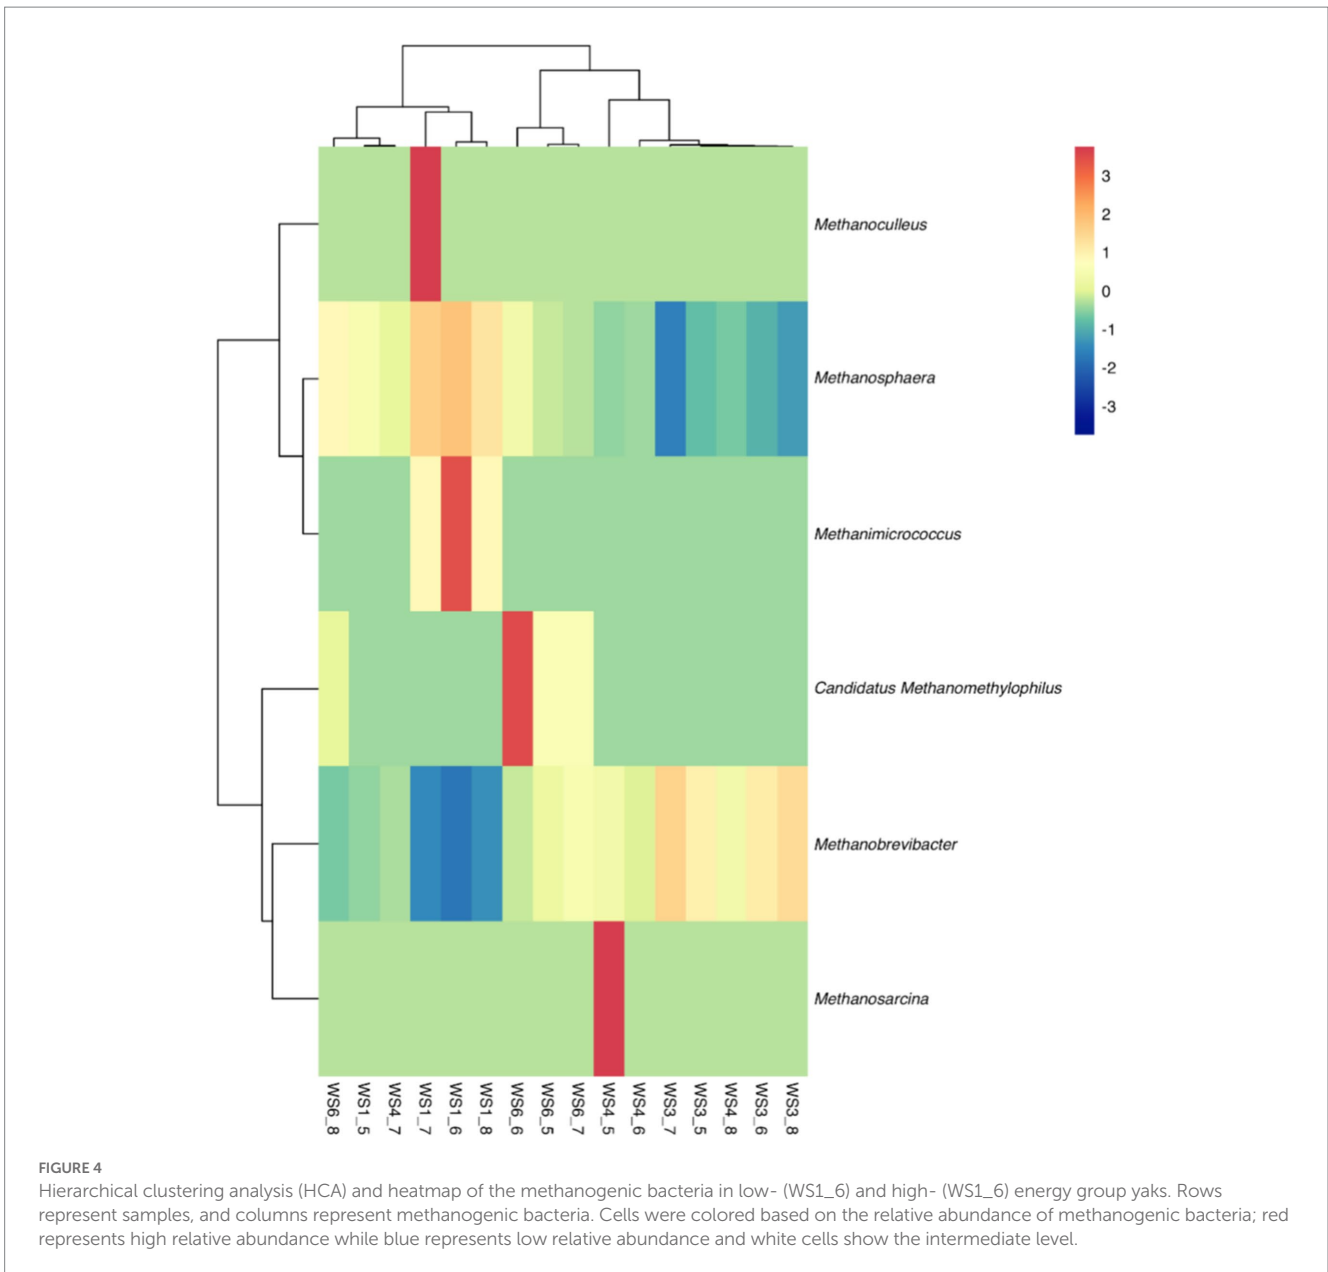 3
2
1
0
-1
-2
-3
Methanoculleus
Methanosphaera
Methanimicrococcus
Candidatus Methanomethylophilus
Methanobrevibacter
Methanosarcina
WS6_8
WS1_5
WS4_7
WS1_7
WS1_6
WS1_8
WS6_6
WS6_5
WS6_7
WS4_5
WS4_6
WS3_7
WS3_5
WS4_8
WS3_6
WS3_8
FIGURE 4
Hierarchical clustering analysis (HCA) and heatmap of the methanogenic bacteria in low- (WS1_6) and high- (WS1_6) energy group yaks. Rows
represent samples, and columns represent methanogenic bacteria. Cells were colored based on the relative abundance of methanogenic bacteria; red
represents high relative abundance while blue represents low relative abundance and white cells show the intermediate level.